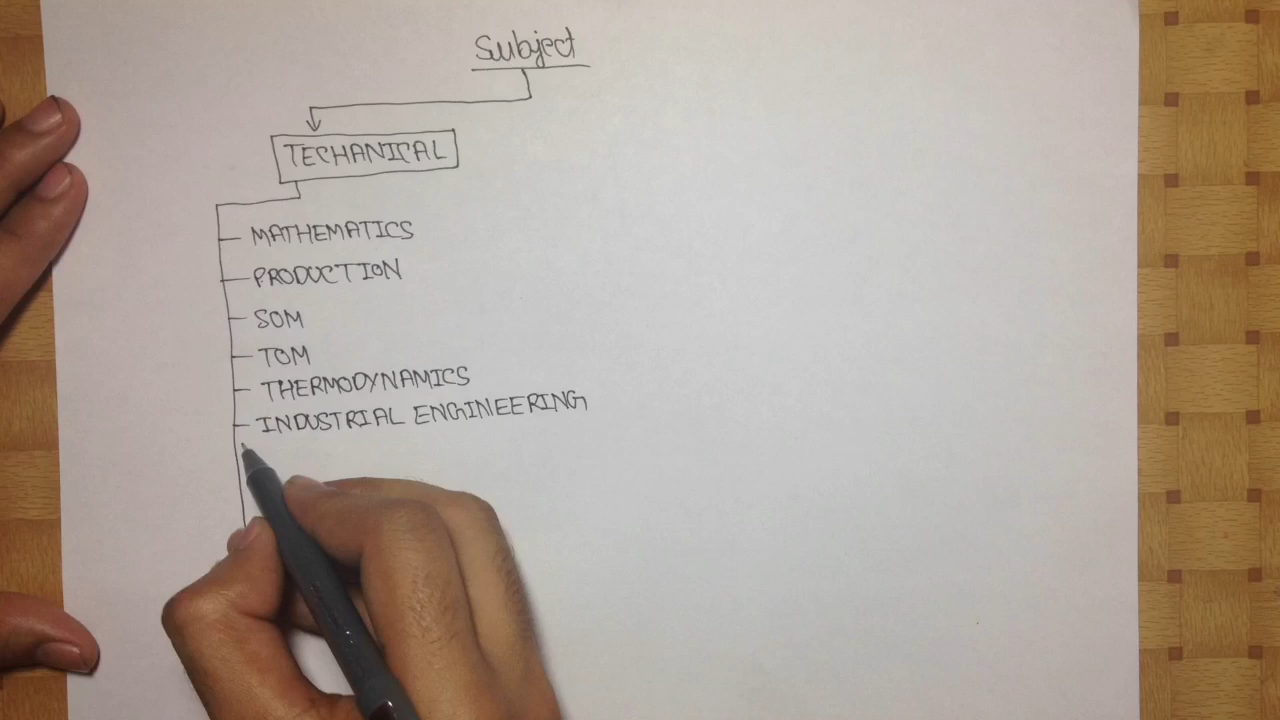 Subject
TECHANICAL
MATHEMATICS
PRODUCTION
SOM
TOM
THERMODYNAMICS
INDUSTRIAL ENGINEERING